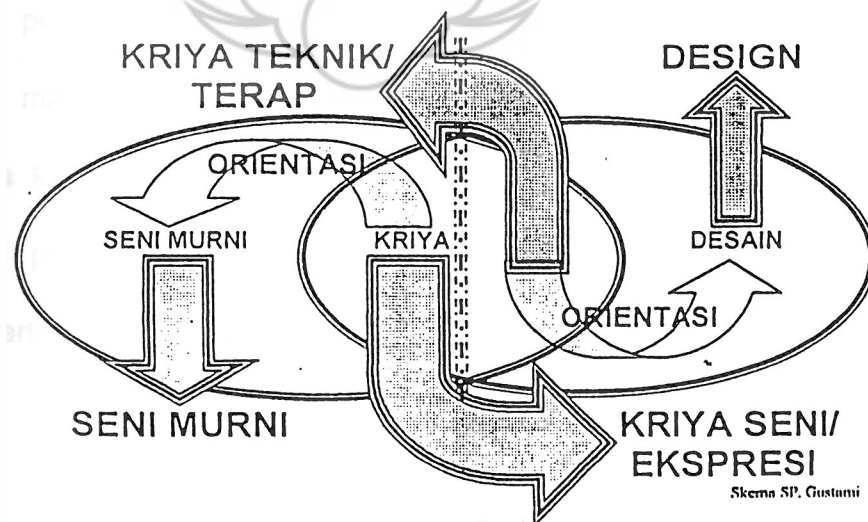 KRIYA TEKNIK/
TERAP
DESIGN
ORIENTASI
SENI MURNI
KRIYA
DESAIN
ORIENTASI
SENI MURNI
KRIYA SENI/
EKSPRESI
Skema SP. Gustami